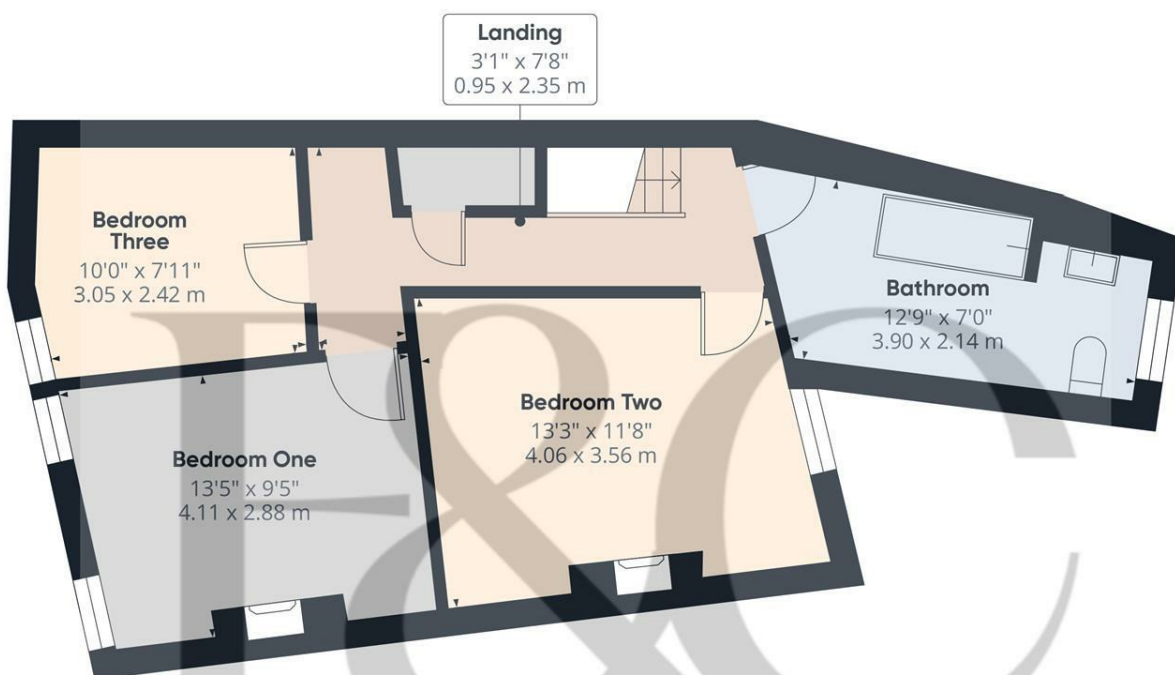 Landing
3'1" x 7'8"
0.95 x 2.35 m
Bedroom
Three
10'0" x 7'11"
3.05 x 2.42 m
Bathroom
12'9" x 7'0"
3.90 x 2.14 m
Bedroom Two
13'3" x 11'8"
4.06 x 3.56 m
Bedroom One
13'5" x 9'5"
4.11 x 2.88 m
F&C